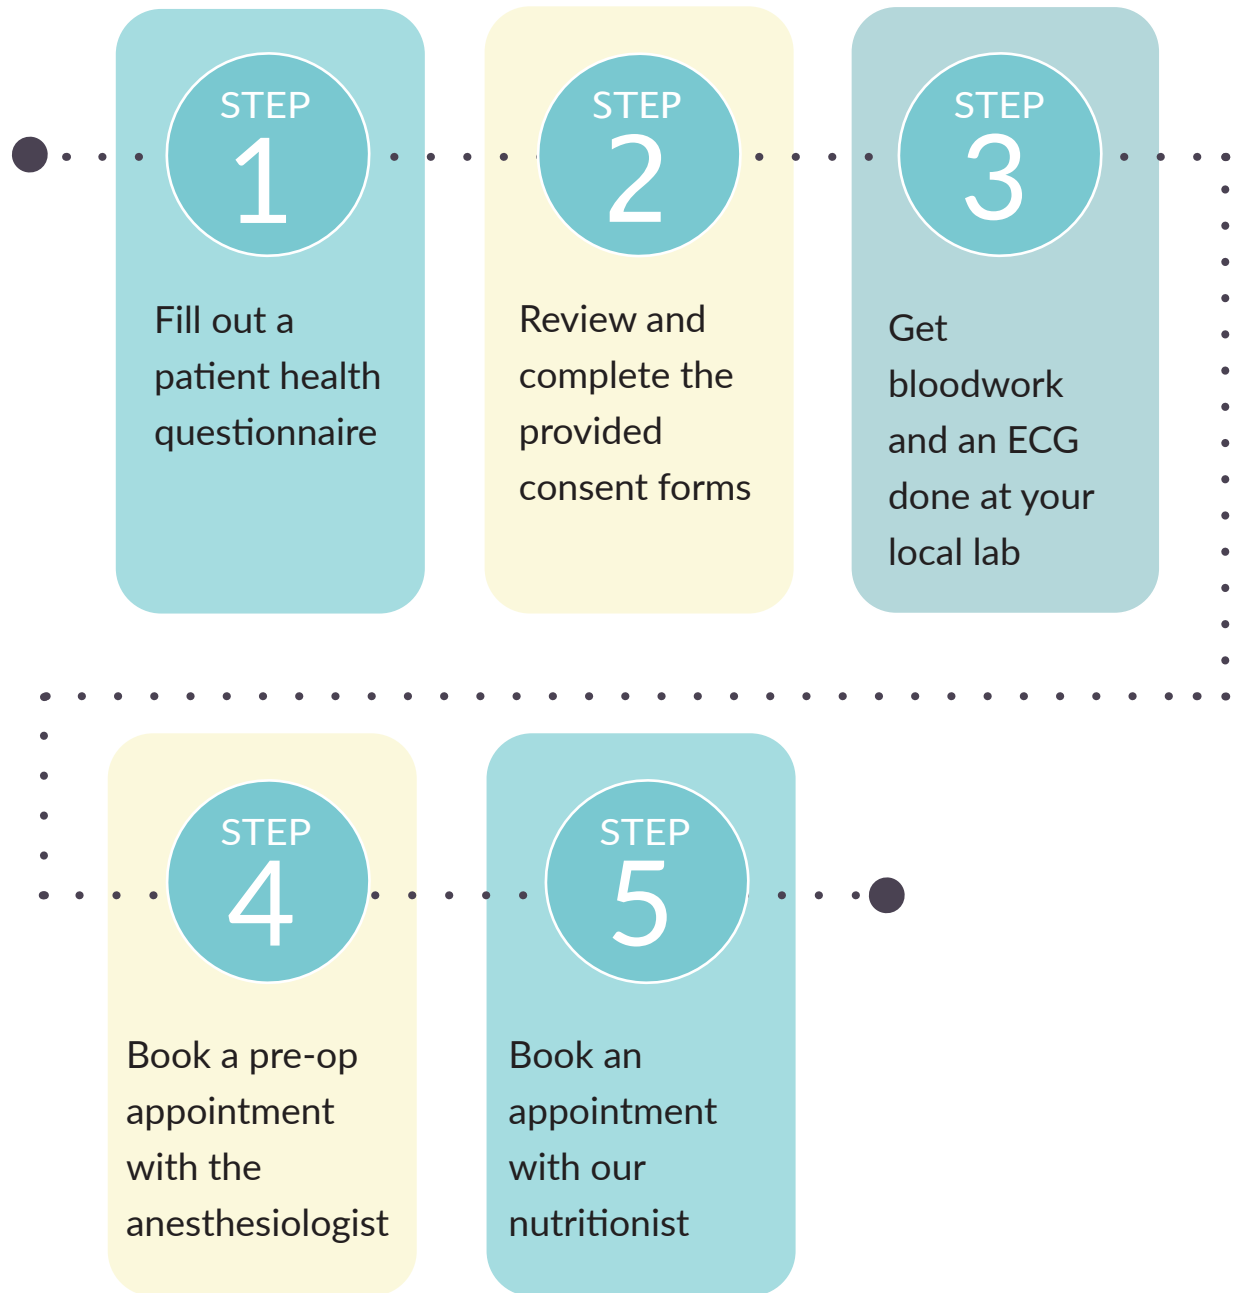 STEP
1
Fill out a
patient health
questionnaire
STEP
2
Review and
complete the
provided
consent forms
STEP
3
Get
bloodwork
and an ECG
done at your
local lab
STEP
4
Book a pre-op
appointment
with the
anesthesiologist
STEP
5
Book an
appointment
with our
nutritionist